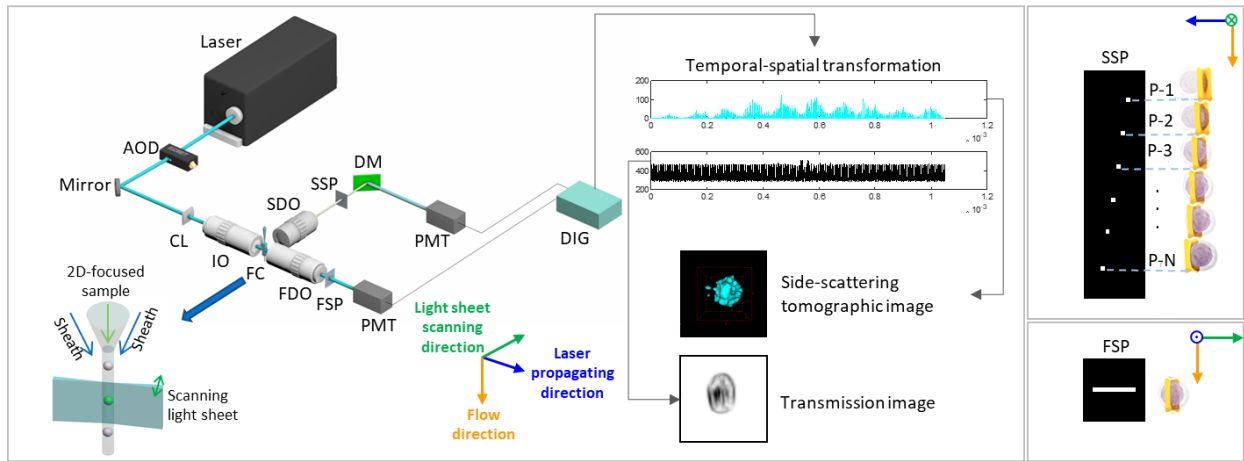 Laser
AOD
Mirror
CL
IO
FC
SDO
SSP
DM
PMT
FDO
FSP
PMT
DIG
2D-focused
sample
Sheath
Sheath
Scanning
light sheet
Light sheet
scanning
direction
Laser
propagating
direction
Flow
direction
Temporal-spatial transformation
200
100
0
0 0.2 0.4 0.6 0.8 1 1.2
×10⁻³
600
400
200
0 0.2 0.4 0.6 0.8 1 1.2
×10⁻³
Side-scattering
tomographic image
Transmission image
SSP
P-1
P-2
P-3
.
.
.
P-N
FSP